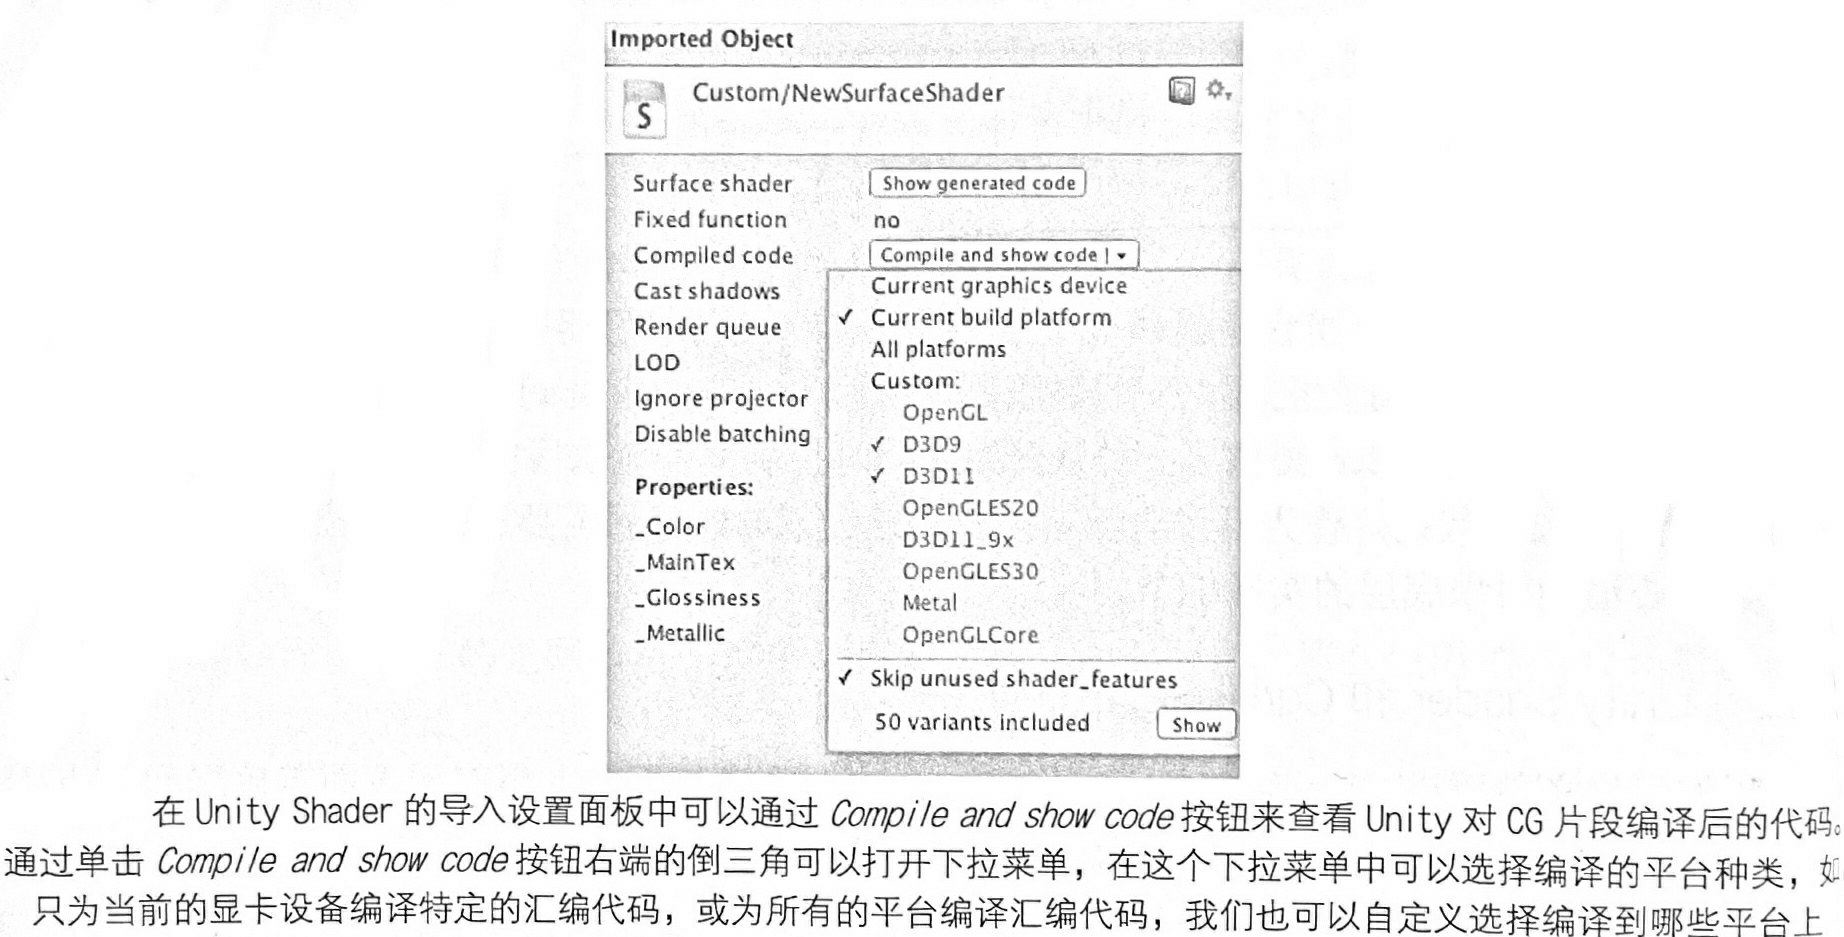 Imported Object
Custom/NewSurfaceShader
S
Surface shader Show generated code
Fixed function no
Compiled code Compile and show code | ▾
Cast shadows
Render queue
LOD
Ignore projector
Disable batching
Properties:
_Color
_MainTex
_Glossiness
_Metallic
Current graphics device
✓ Current build platform
All platforms
Custom:
OpenGL
✓ D3D9
✓ D3D11
OpenGLES20
D3D11_9x
OpenGLES30
Metal
OpenGLCore
✓ Skip unused shader_features
50 variants included Show
在 Unity Shader 的导入设置面板中可以通过 Compile and show code 按钮来查看 Unity 对 CG 片段编译后的代码。
通过单击 Compile and show code 按钮右端的倒三角可以打开下拉菜单，在这个下拉菜单中可以选择编译的平台种类，如
只为当前的显卡设备编译特定的汇编代码，或为所有的平台编译汇编代码，我们也可以自定义选择编译到哪些平台上